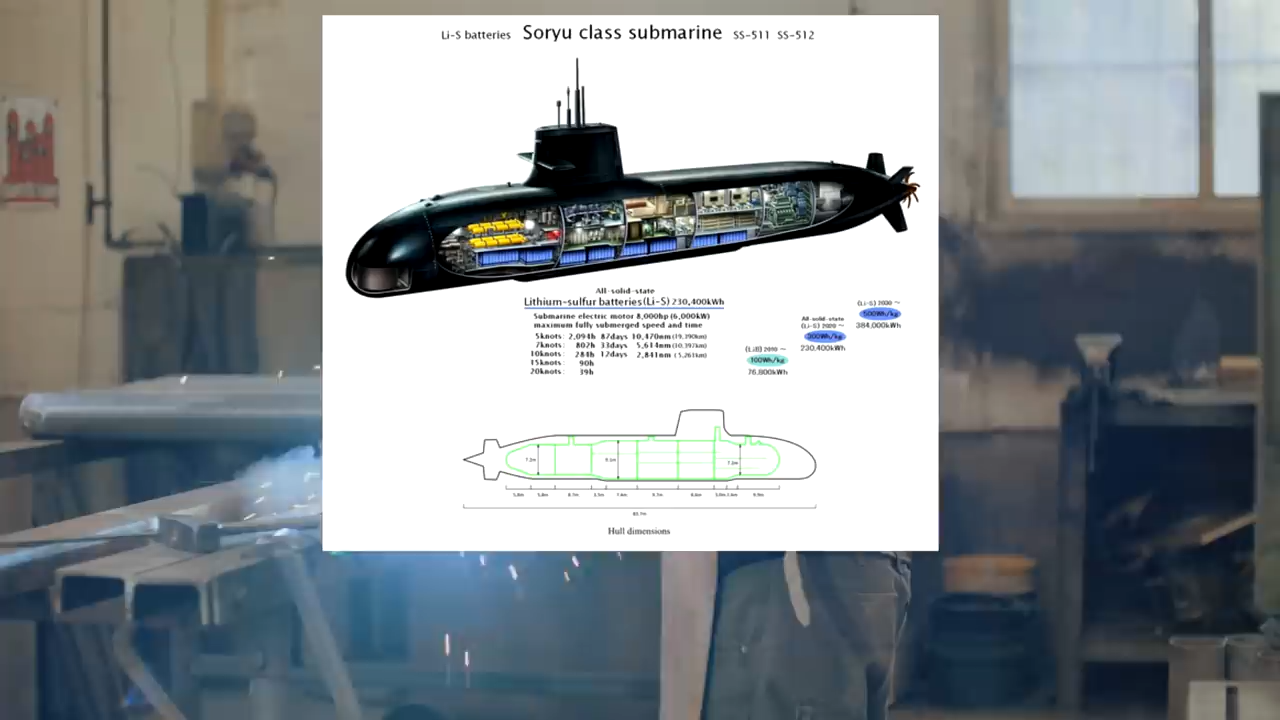 Li-S batteries Soryu class submarine SS-511 SS-512
All-solid-state
Lithium-sulfur batteries(Li-S) 230,400kWh
Submarine electric motor 8,000hp (6,000kW)
maximum fully submerged speed and time
5knots: 2,094h 87days 10,470nm (19,390km)
7knots: 802h 33days 5,614nm (10,397km)
10knots: 284h 12days 2,841nm (5,261km)
15knots: 90h
20knots: 39h
(Li-S) 2030 ~
500Wh/kg
384,000kWh
All-solid-state
(Li-S) 2020 ~
300Wh/kg
230,400kWh
(LiB) 2010 ~
100Wh/kg
76,800kWh
Hull dimensions